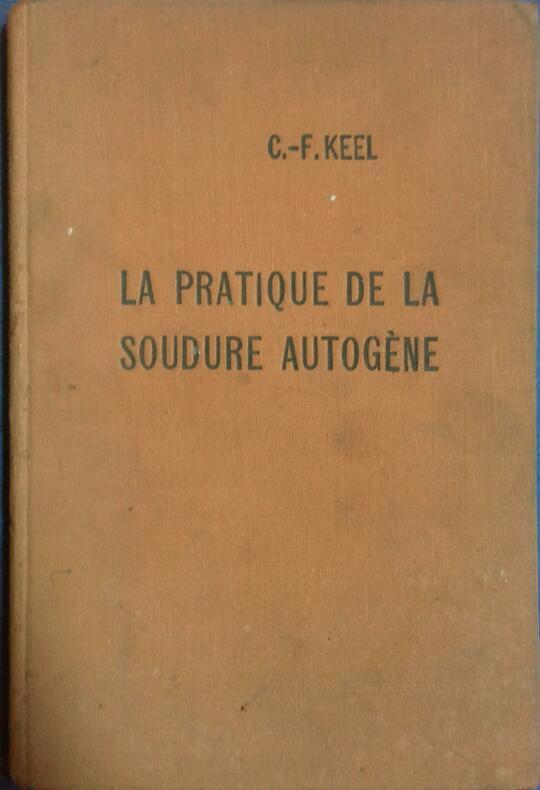 C.-F. KEEL
LA PRATIQUE DE LA
SOUDURE AUTOGÈNE